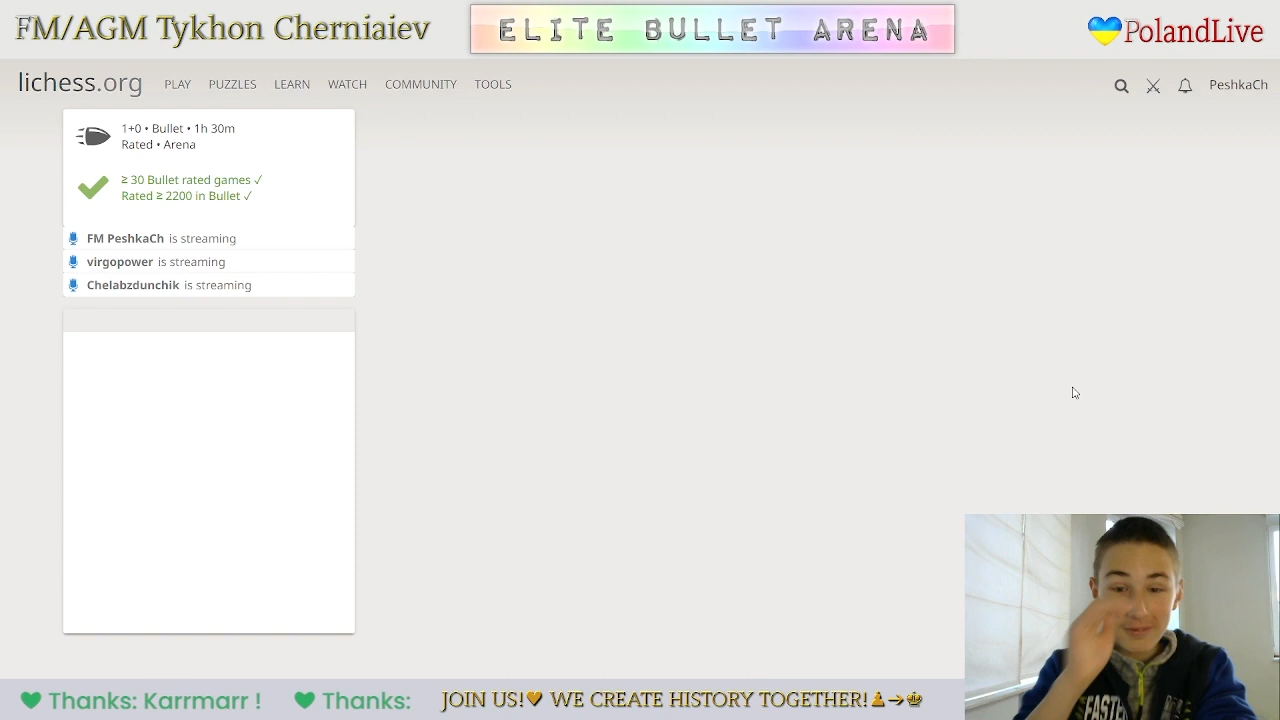 FM/AGM Tykhon Cherniaiev
ELITE BULLET ARENA
PolandLive
lichess.org
PLAY PUZZLES LEARN WATCH COMMUNITY TOOLS
PeshkaCh
1+0 • Bullet • 1h 30m
Rated • Arena
≥ 30 Bullet rated games ✓
Rated ≥ 2200 in Bullet ✓
FM PeshkaCh is streaming
virgopower is streaming
Chelabzdunchik is streaming
Thanks: Karrmarr ! Thanks:
JOIN US! WE CREATE HISTORY TOGETHER!